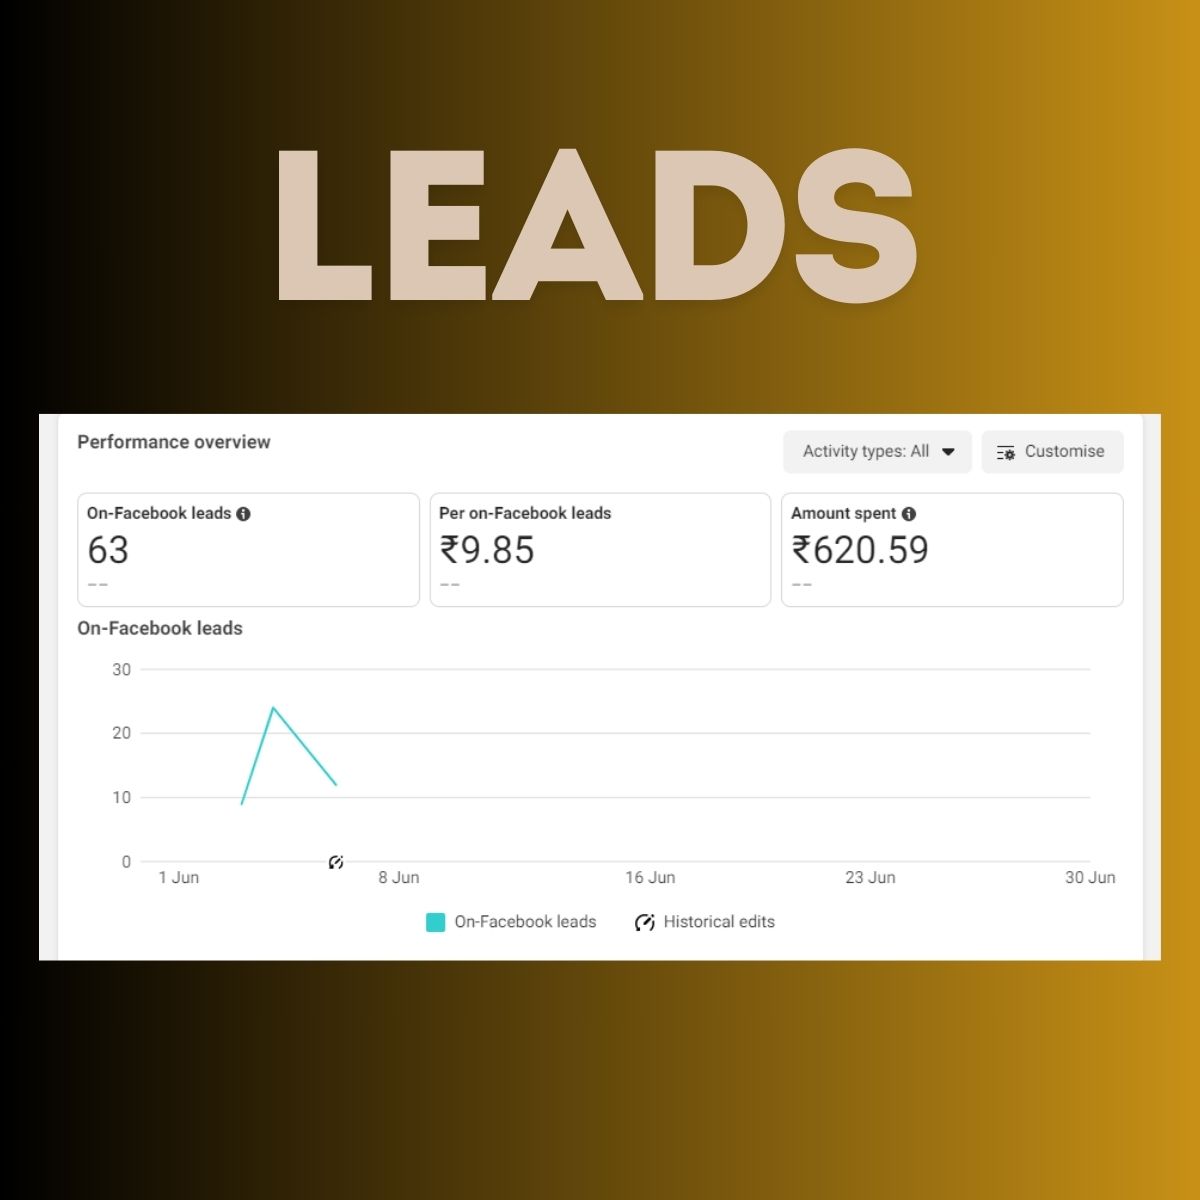 LEADS
Performance overview
Activity types: All
Customise
On-Facebook leads
63
--
Per on-Facebook leads
₹9.85
--
Amount spent
₹620.59
--
On-Facebook leads
30
20
10
0
1 Jun 8 Jun 16 Jun 23 Jun 30 Jun
On-Facebook leads Historical edits